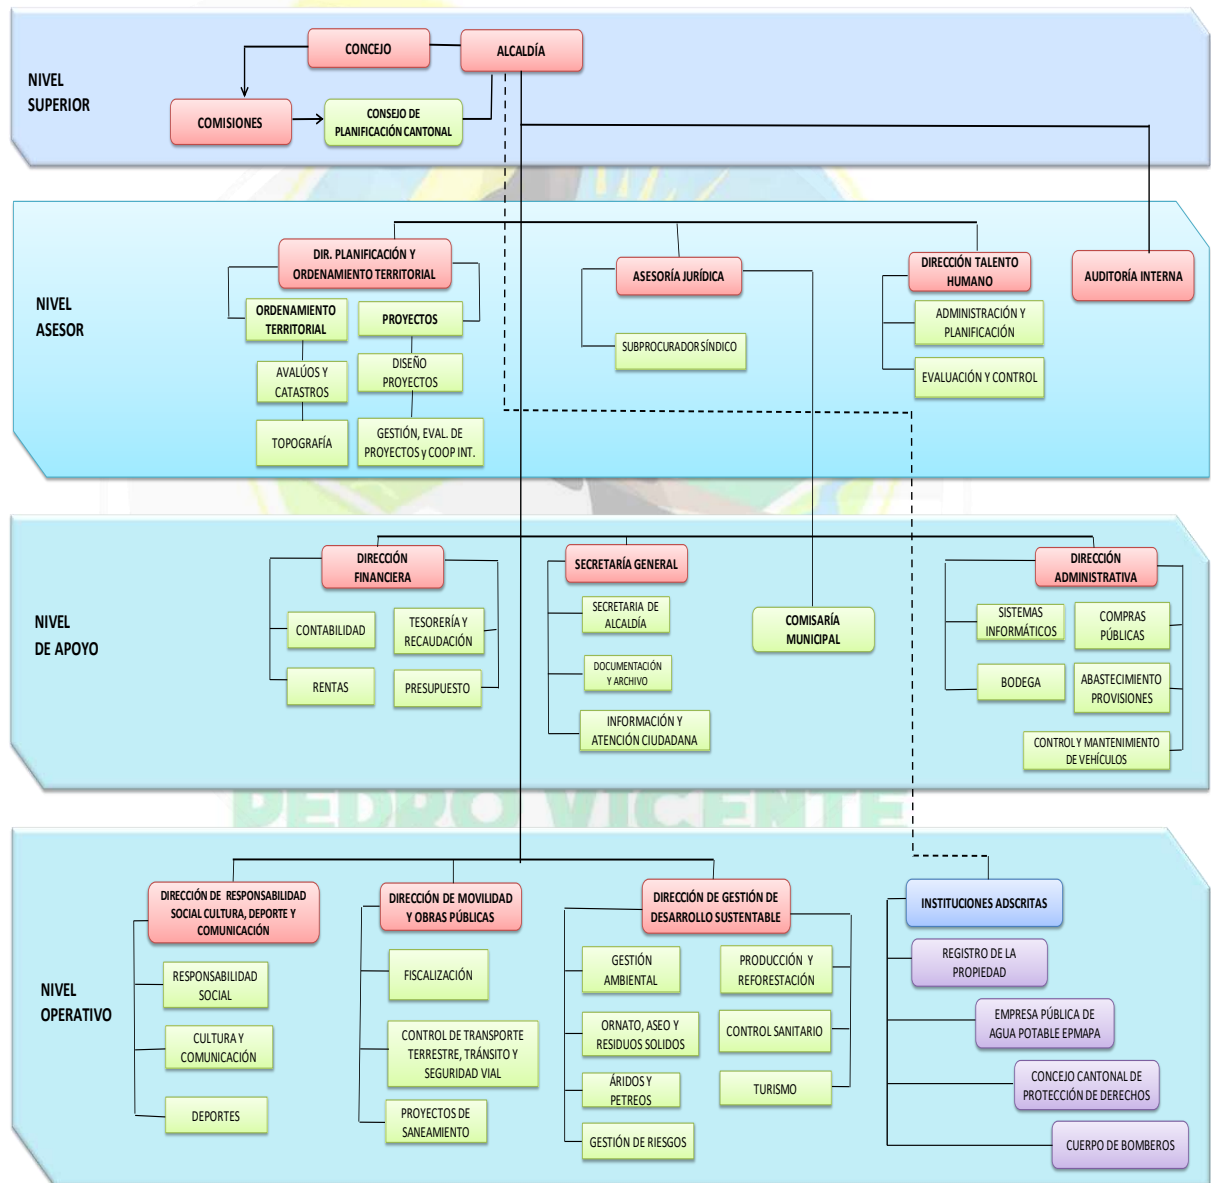 NIVEL
SUPERIOR
CONCEJO
ALCALDÍA
COMISIONES
CONSEJO DE
PLANIFICACIÓN CANTONAL
NIVEL
ASESOR
DIR. PLANIFICACIÓN Y
ORDENAMIENTO TERRITORIAL
ORDENAMIENTO
TERRITORIAL
PROYECTOS
AVALÚOS Y
CATASTROS
DISEÑO
PROYECTOS
TOPOGRAFÍA
GESTIÓN, EVAL. DE
PROYECTOS y COOP INT.
ASESORÍA JURÍDICA
SUBPROCURADOR SÍNDICO
DIRECCIÓN TALENTO
HUMANO
ADMINISTRACIÓN Y
PLANIFICACIÓN
EVALUACIÓN Y CONTROL
AUDITORÍA INTERNA
NIVEL
DE APOYO
DIRECCIÓN
FINANCIERA
CONTABILIDAD
TESORERÍA Y
RECAUDACIÓN
RENTAS
PRESUPUESTO
SECRETARÍA GENERAL
SECRETARIA DE
ALCALDÍA
DOCUMENTACIÓN
Y ARCHIVO
INFORMACIÓN Y
ATENCIÓN CIUDADANA
COMISARÍA
MUNICIPAL
DIRECCIÓN
ADMINISTRATIVA
SISTEMAS
INFORMÁTICOS
COMPRAS
PÚBLICAS
BODEGA
ABASTECIMIENTO
PROVISIONES
CONTROL Y MANTENIMIENTO
DE VEHÍCULOS
PEDRO VICENTE
NIVEL
OPERATIVO
DIRECCIÓN DE RESPONSABILIDAD
SOCIAL CULTURA, DEPORTE Y
COMUNICACIÓN
RESPONSABILIDAD
SOCIAL
CULTURA Y
COMUNICACIÓN
DEPORTES
DIRECCIÓN DE MOVILIDAD
Y OBRAS PÚBLICAS
FISCALIZACIÓN
CONTROL DE TRANSPORTE
TERRESTRE, TRÁNSITO Y
SEGURIDAD VIAL
PROYECTOS DE
SANEAMIENTO
DIRECCIÓN DE GESTIÓN DE
DESARROLLO SUSTENTABLE
GESTIÓN
AMBIENTAL
PRODUCCIÓN Y
REFORESTACIÓN
ORNATO, ASEO Y
RESIDUOS SOLIDOS
CONTROL SANITARIO
ÁRIDOS Y
PETREOS
TURISMO
GESTIÓN DE RIESGOS
INSTITUCIONES ADSCRITAS
REGISTRO DE LA
PROPIEDAD
EMPRESA PÚBLICA DE
AGUA POTABLE EPMAPA
CONCEJO CANTONAL DE
PROTECCIÓN DE DERECHOS
CUERPO DE BOMBEROS